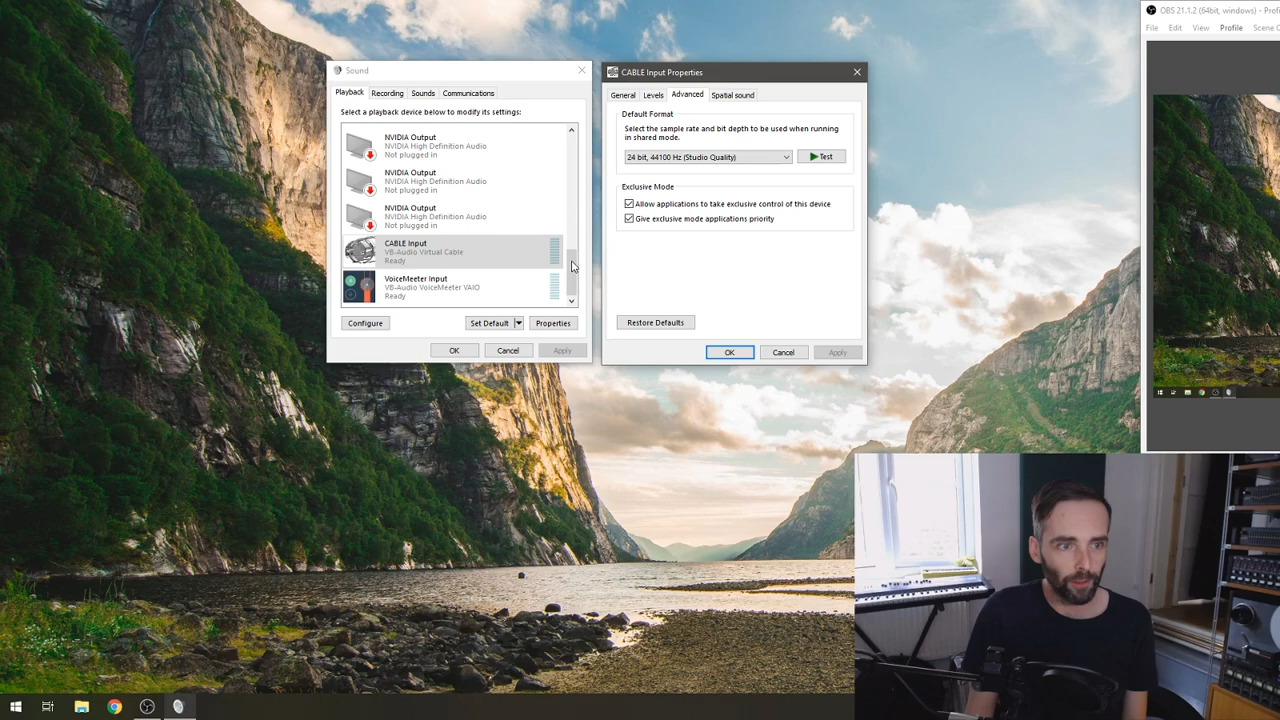 Sound
Playback
Recording
Sounds
Communications
Select a playback device below to modify its settings:
NVIDIA Output
NVIDIA High Definition Audio
Not plugged in
NVIDIA Output
NVIDIA High Definition Audio
Not plugged in
NVIDIA Output
NVIDIA High Definition Audio
Not plugged in
CABLE Input
VB-Audio Virtual Cable
Ready
VoiceMeeter Input
VB-Audio VoiceMeeter VAIO
Ready
Configure
Set Default
Properties
OK
Cancel
Apply
CABLE Input Properties
General
Levels
Advanced
Spatial sound
Default Format
Select the sample rate and bit depth to be used when running
in shared mode.
24 bit, 44100 Hz (Studio Quality)
Test
Exclusive Mode
Allow applications to take exclusive control of this device
Give exclusive mode applications priority
Restore Defaults
OK
Cancel
Apply
OBS 21.1.2 (64bit, windows) - Profi
File
Edit
View
Profile
Scene C